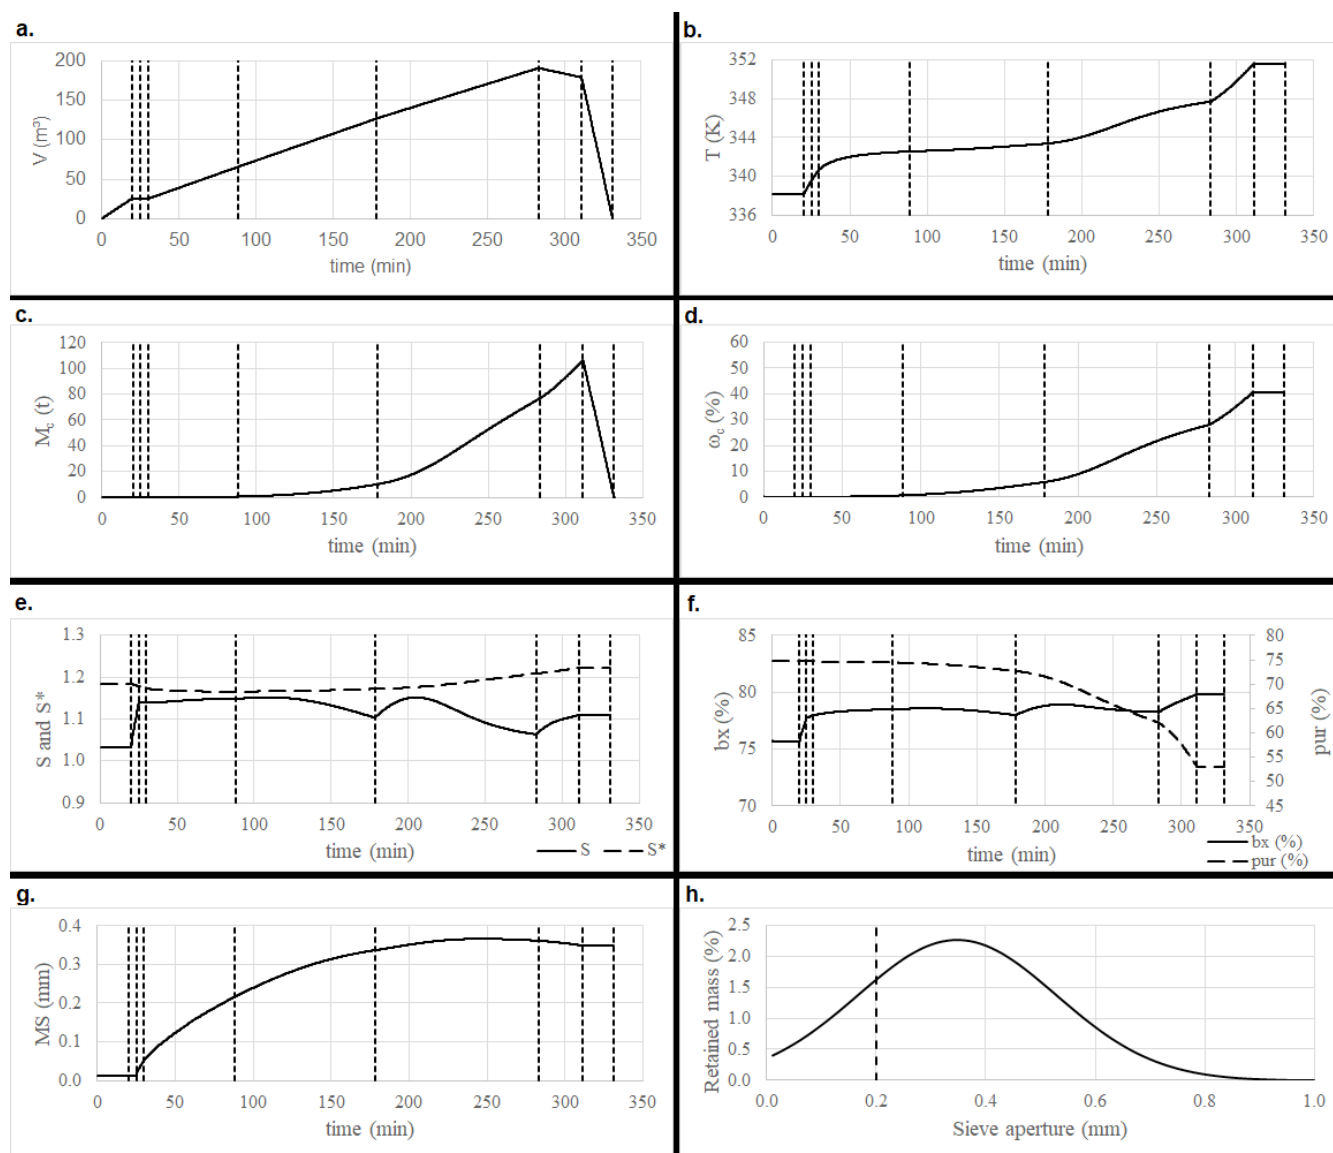 a.
200
150
100
50
0
V (m³)
0 50 100 150 200 250 300 350
time (min)
b.
352
348
344
340
336
T (K)
0 50 100 150 200 250 300 350
time (min)
c.
120
100
80
60
40
20
0
M_c (t)
0 50 100 150 200 250 300 350
time (min)
d.
60
50
40
30
20
10
0
ω_c (%)
0 50 100 150 200 250 300 350
time (min)
e.
1.3
1.2
1.1
1.0
0.9
S and S*
0 50 100 150 200 250 300 350
time (min)
S S*
f.
85
80
75
70
bx (%)
80
75
70
65
60
55
50
45
pur (%)
0 50 100 150 200 250 300 350
time (min)
bx (%)
pur (%)
g.
0.4
0.3
0.2
0.1
0.0
MS (mm)
0 50 100 150 200 250 300 350
time (min)
h.
2.5
2.0
1.5
1.0
0.5
0.0
Retained mass (%)
0.0 0.2 0.4 0.6 0.8 1.0
Sieve aperture (mm)